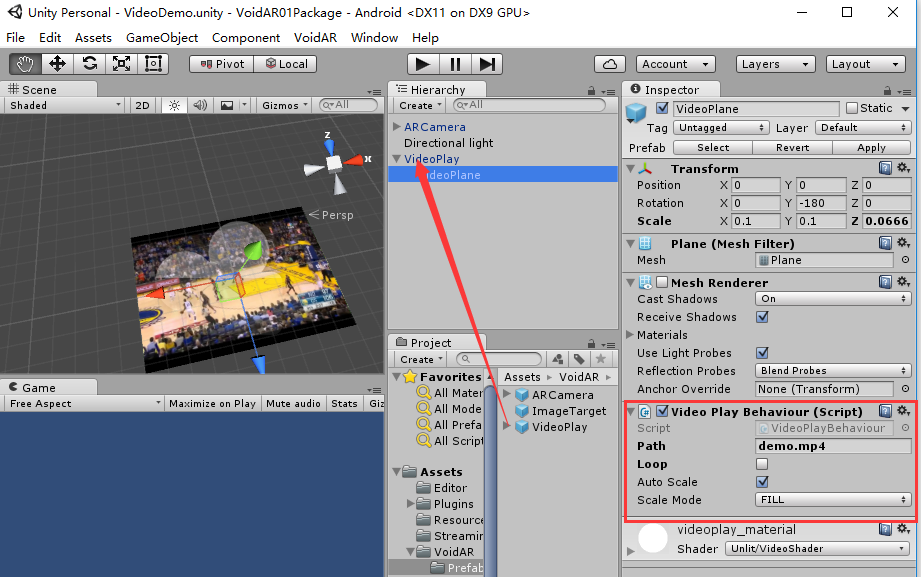 Unity Personal - VideoDemo.unity - VoidAR01Package - Android <DX11 on DX9 GPU>
File Edit Assets GameObject Component VoidAR Window Help
Pivot Local Account Layers Layout
Scene
Shaded 2D Gizmos All
z
x
Persp
Game
Free Aspect Maximize on Play Mute audio Stats Giz
Hierarchy
Create All
ARCamera
Directional light
VideoPlay
VideoPlane
Project
Create
Favorites
All Mater
All Mode
All Prefa
All Script
Assets
Editor
Plugins
Resource
Streamin
VoidAR
Prefab
Assets VoidAR
ARCamera
ImageTarget
VideoPlay
Inspector
VideoPlane Static
Tag Untagged Layer Default
Prefab Select Revert Apply
Transform
Position X 0 Y 0 Z 0
Rotation X 0 Y -180 Z 0
Scale X 0.1 Y 0.1 Z 0.0666
Plane (Mesh Filter)
Mesh Plane
Mesh Renderer
Cast Shadows On
Receive Shadows
Materials
Use Light Probes
Reflection Probes Blend Probes
Anchor Override None (Transform)
Video Play Behaviour (Script)
Script VideoPlayBehaviour
Path demo.mp4
Loop
Auto Scale
Scale Mode FILL
videoplay_material
Shader Unlit/VideoShader